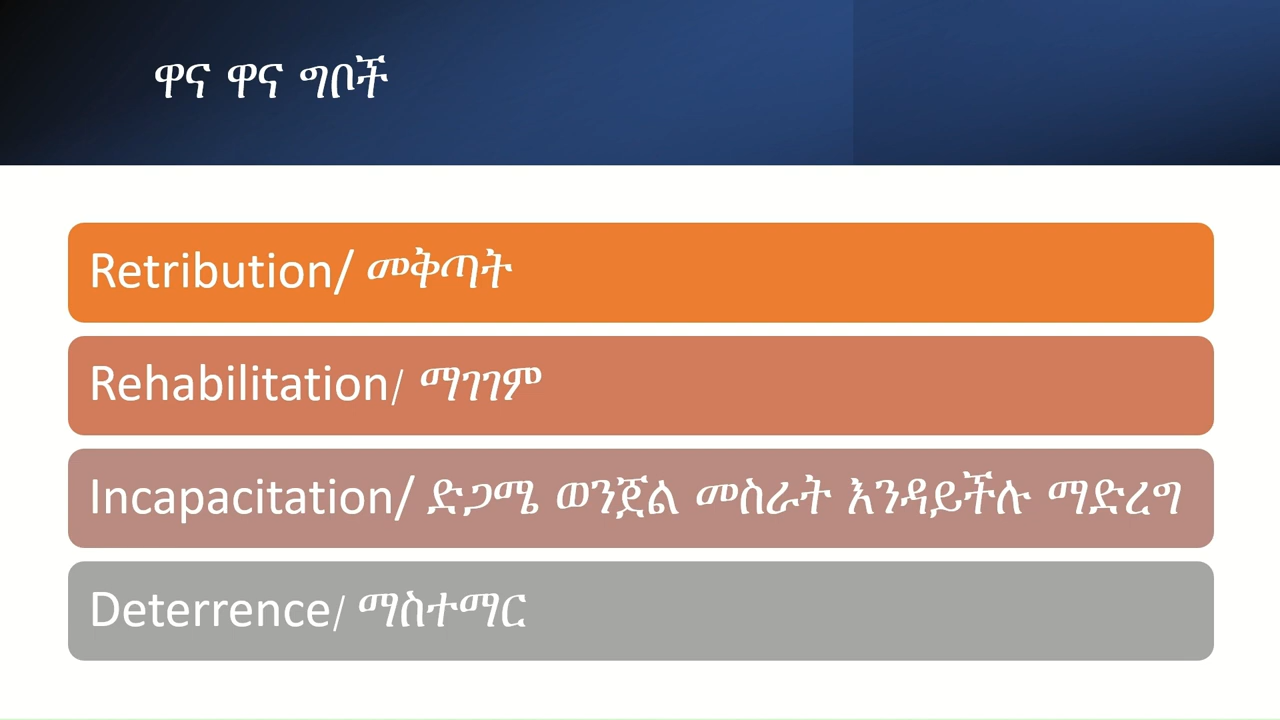 ዋና ዋና ግቦች
Retribution/ መቅጣት
Rehabilitation/ ማገገም
Incapacitation/ ድጋሜ ወንጀል መስራት እንዳይችሉ ማድረግ
Deterrence/ ማስተማር